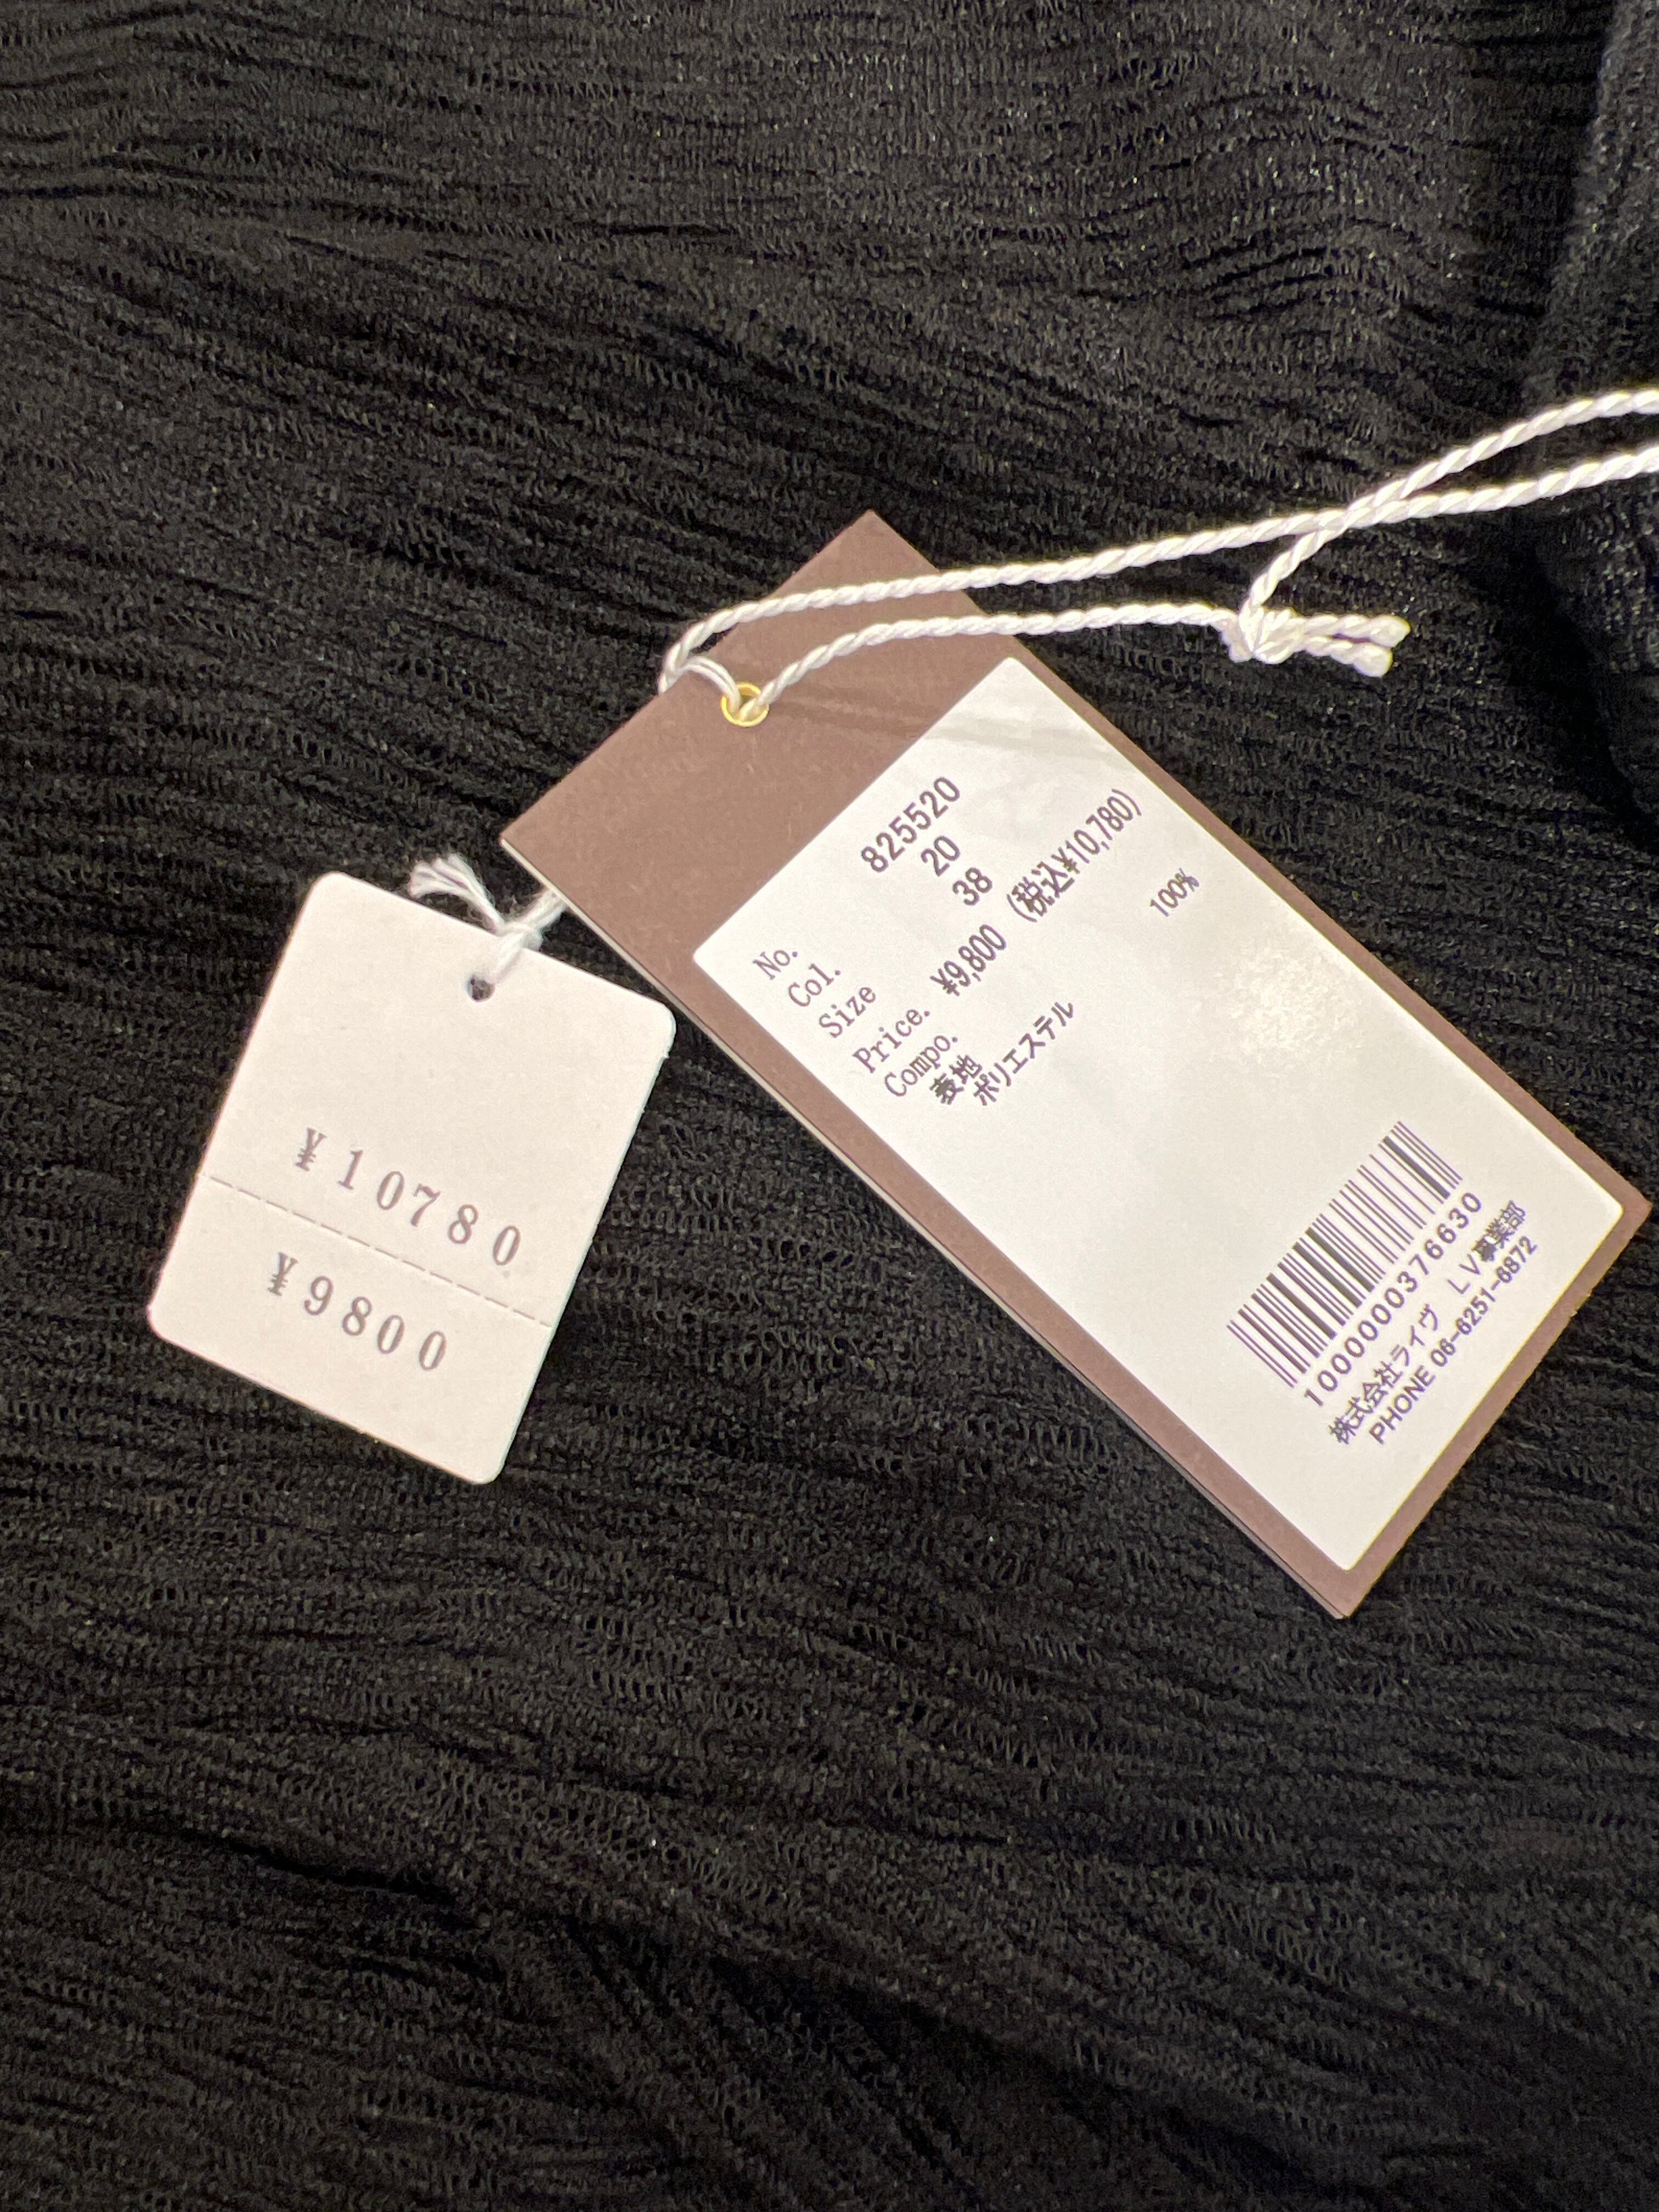 No. 825520
Col. 20
Size 38
Price. ¥9,800 (税込¥10,780)
Compo.
表地
ポリエステル 100%
1000000376630
株式会社ライヴ LV事業部
PHONE 06-6251-6872
¥10780
¥9800